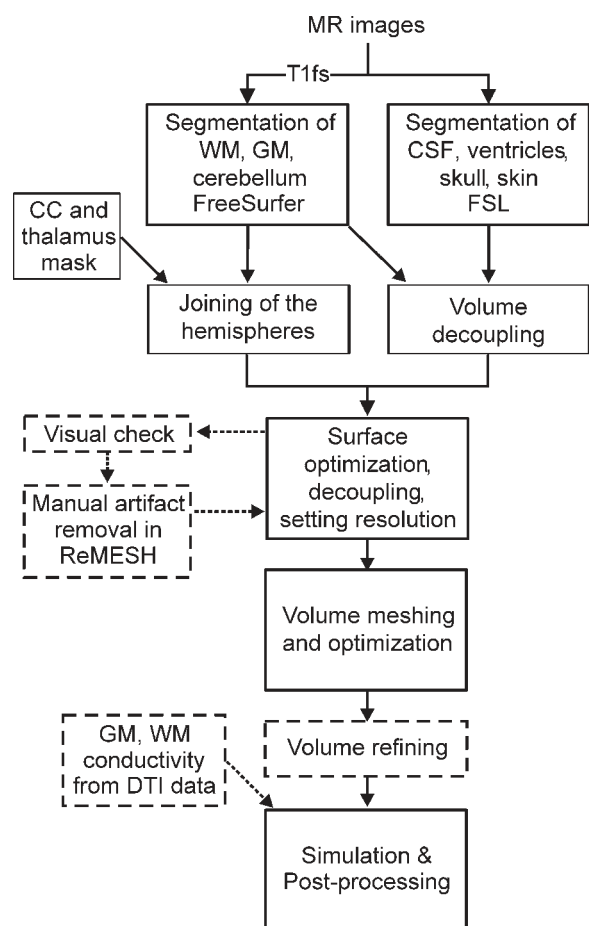 MR images
T1fs
Segmentation of
WM, GM,
cerebellum
FreeSurfer
Segmentation of
CSF, ventricles,
skull, skin
FSL
CC and
thalamus
mask
Joining of the
hemispheres
Volume
decoupling
Visual check
Manual artifact
removal in
ReMESH
Surface
optimization,
decoupling,
setting resolution
Volume meshing
and optimization
GM, WM
conductivity
from DTI data
Volume refining
Simulation &
Post-processing